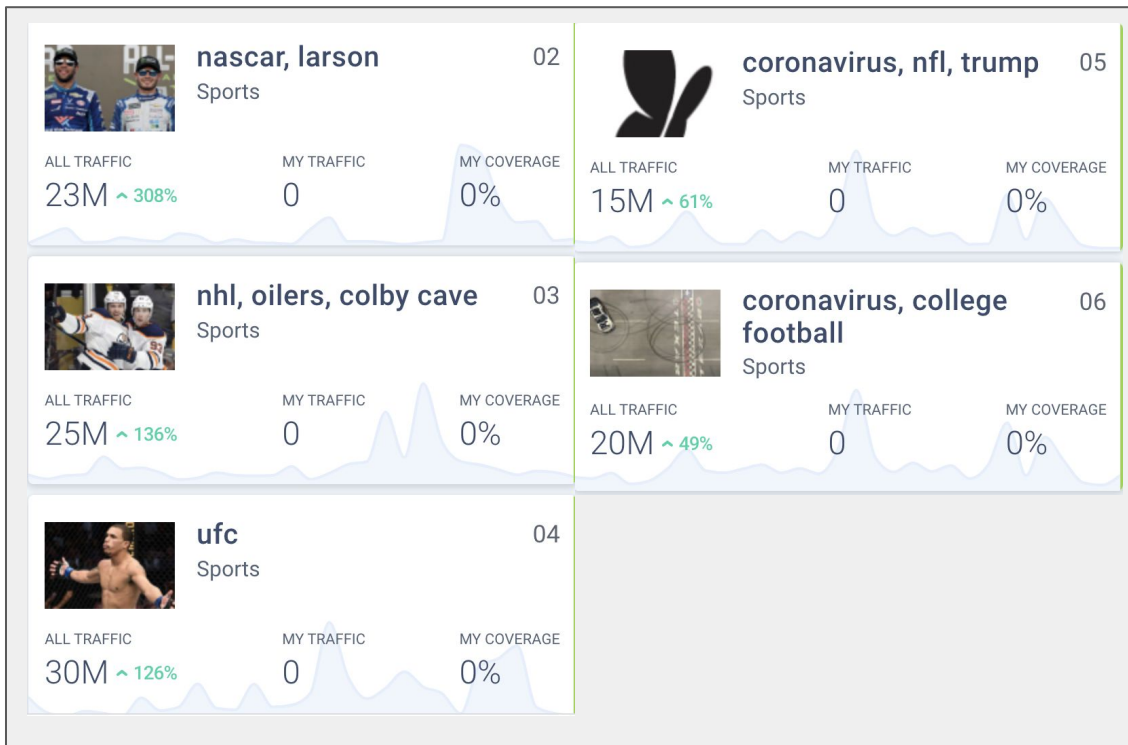 nascar, larson
02
Sports
ALL TRAFFIC
MY TRAFFIC
MY COVERAGE
23M
308%
0
0%
nhl, oilers, colby cave
03
Sports
ALL TRAFFIC
MY TRAFFIC
MY COVERAGE
25M
136%
0
0%
ufc
04
Sports
ALL TRAFFIC
MY TRAFFIC
MY COVERAGE
30M
126%
0
0%
coronavirus, nfl, trump
05
Sports
ALL TRAFFIC
MY TRAFFIC
MY COVERAGE
15M
61%
0
0%
coronavirus, college
football
06
Sports
ALL TRAFFIC
MY TRAFFIC
MY COVERAGE
20M
49%
0
0%